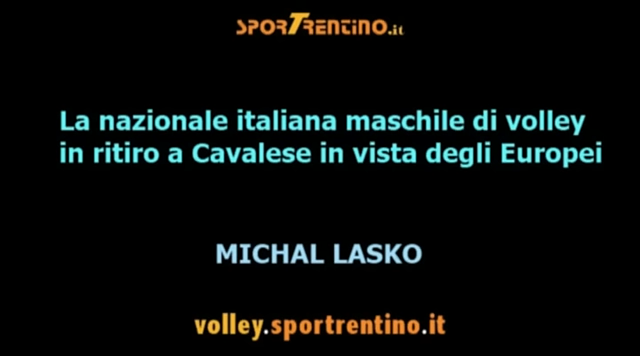 SPORTRENTINO.it
La nazionale italiana maschile di volley
in ritiro a Cavalese in vista degli Europei
MICHAL LASKO
volley.sportrentino.it